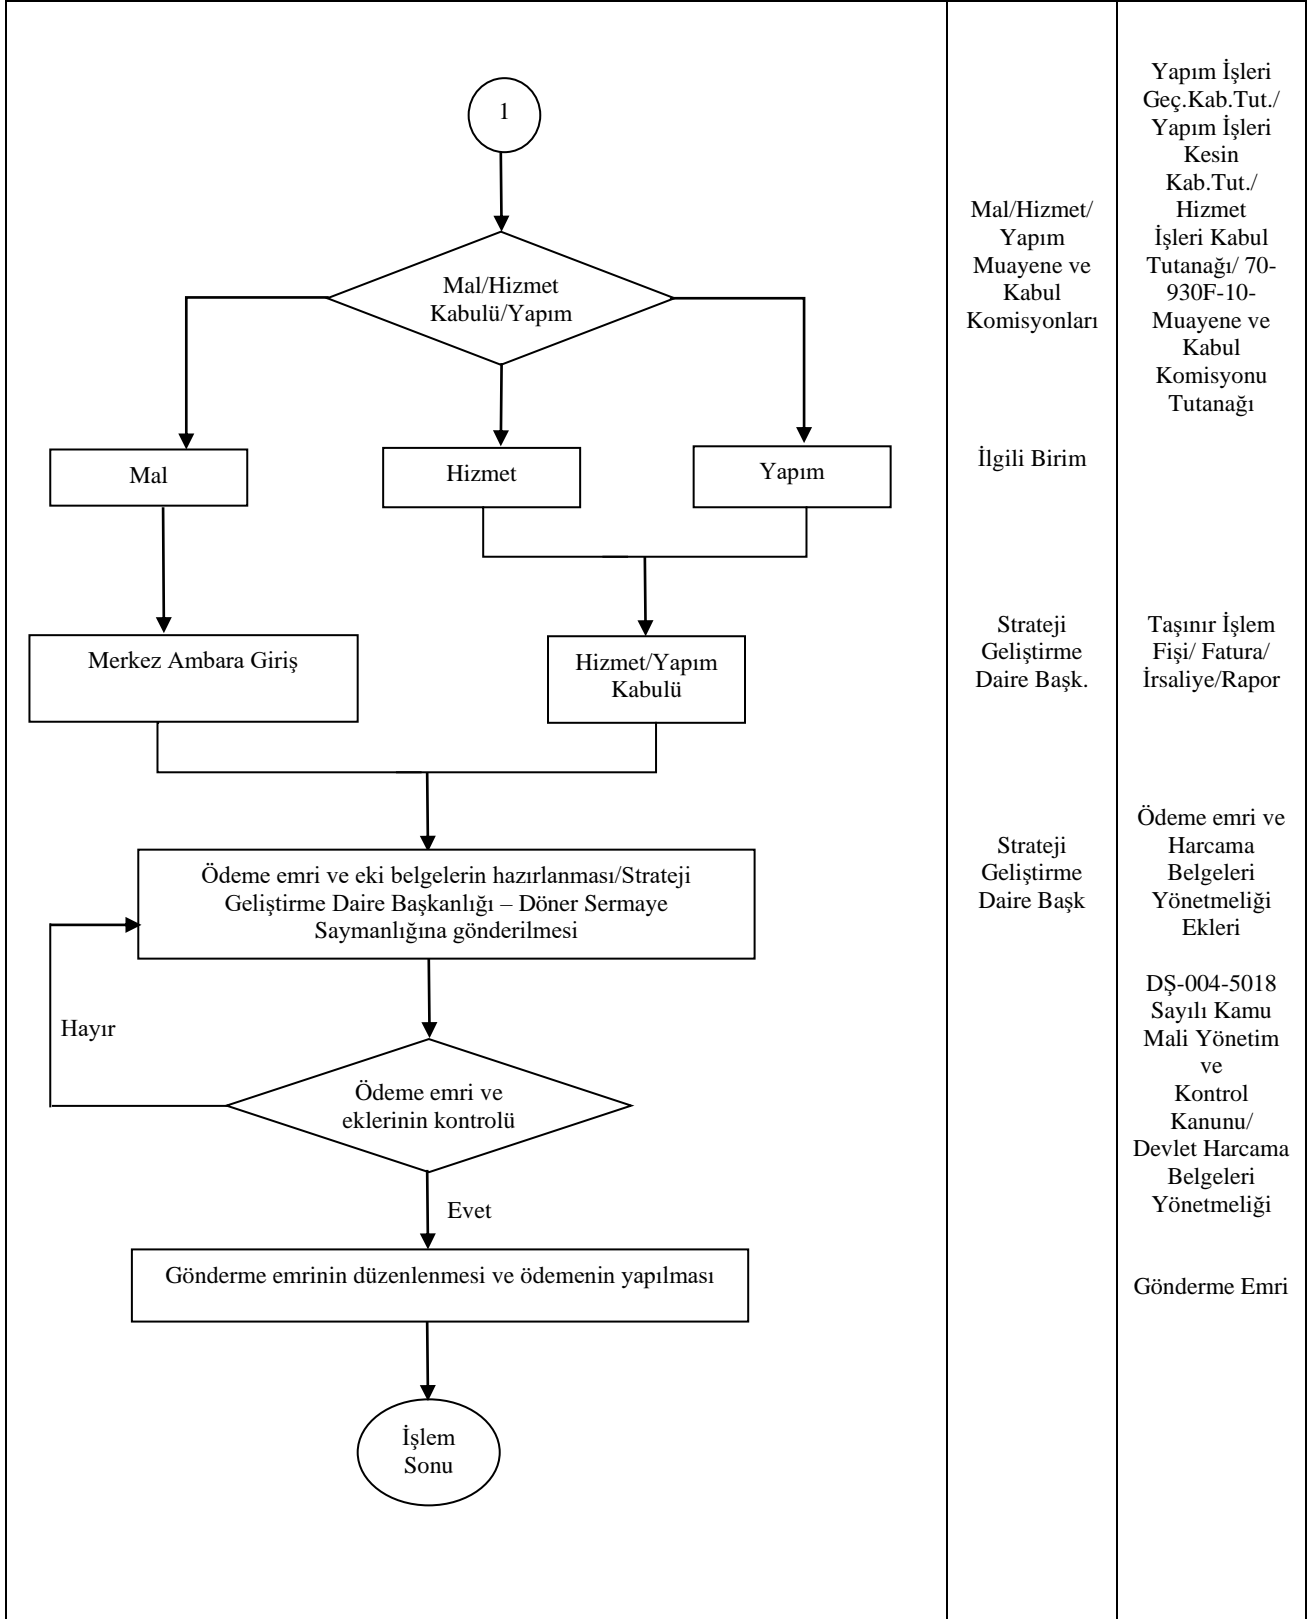 1
Mal/Hizmet
Kabulü/Yapım
Mal
Hizmet
Yapım
Merkez Ambara Giriş
Hizmet/Yapım
Kabulü
Ödeme emri ve eki belgelerin hazırlanması/Strateji
Geliştirme Daire Başkanlığı – Döner Sermaye
Saymanlığına gönderilmesi
Hayır
Ödeme emri ve
eklerinin kontrolü
Evet
Gönderme emrinin düzenlenmesi ve ödemenin yapılması
İşlem
Sonu
Mal/Hizmet/
Yapım
Muayene ve
Kabul
Komisyonları
İlgili Birim
Strateji
Geliştirme
Daire Başk.
Strateji
Geliştirme
Daire Başk
Yapım İşleri
Geç.Kab.Tut./
Yapım İşleri
Kesin
Kab.Tut./
Hizmet
İşleri Kabul
Tutanağı/ 70-
930F-10-
Muayene ve
Kabul
Komisyonu
Tutanağı
Taşınır İşlem
Fişi/ Fatura/
İrsaliye/Rapor
Ödeme emri ve
Harcama
Belgeleri
Yönetmeliği
Ekleri
DŞ-004-5018
Sayılı Kamu
Mali Yönetim
ve
Kontrol
Kanunu/
Devlet Harcama
Belgeleri
Yönetmeliği
Gönderme Emri